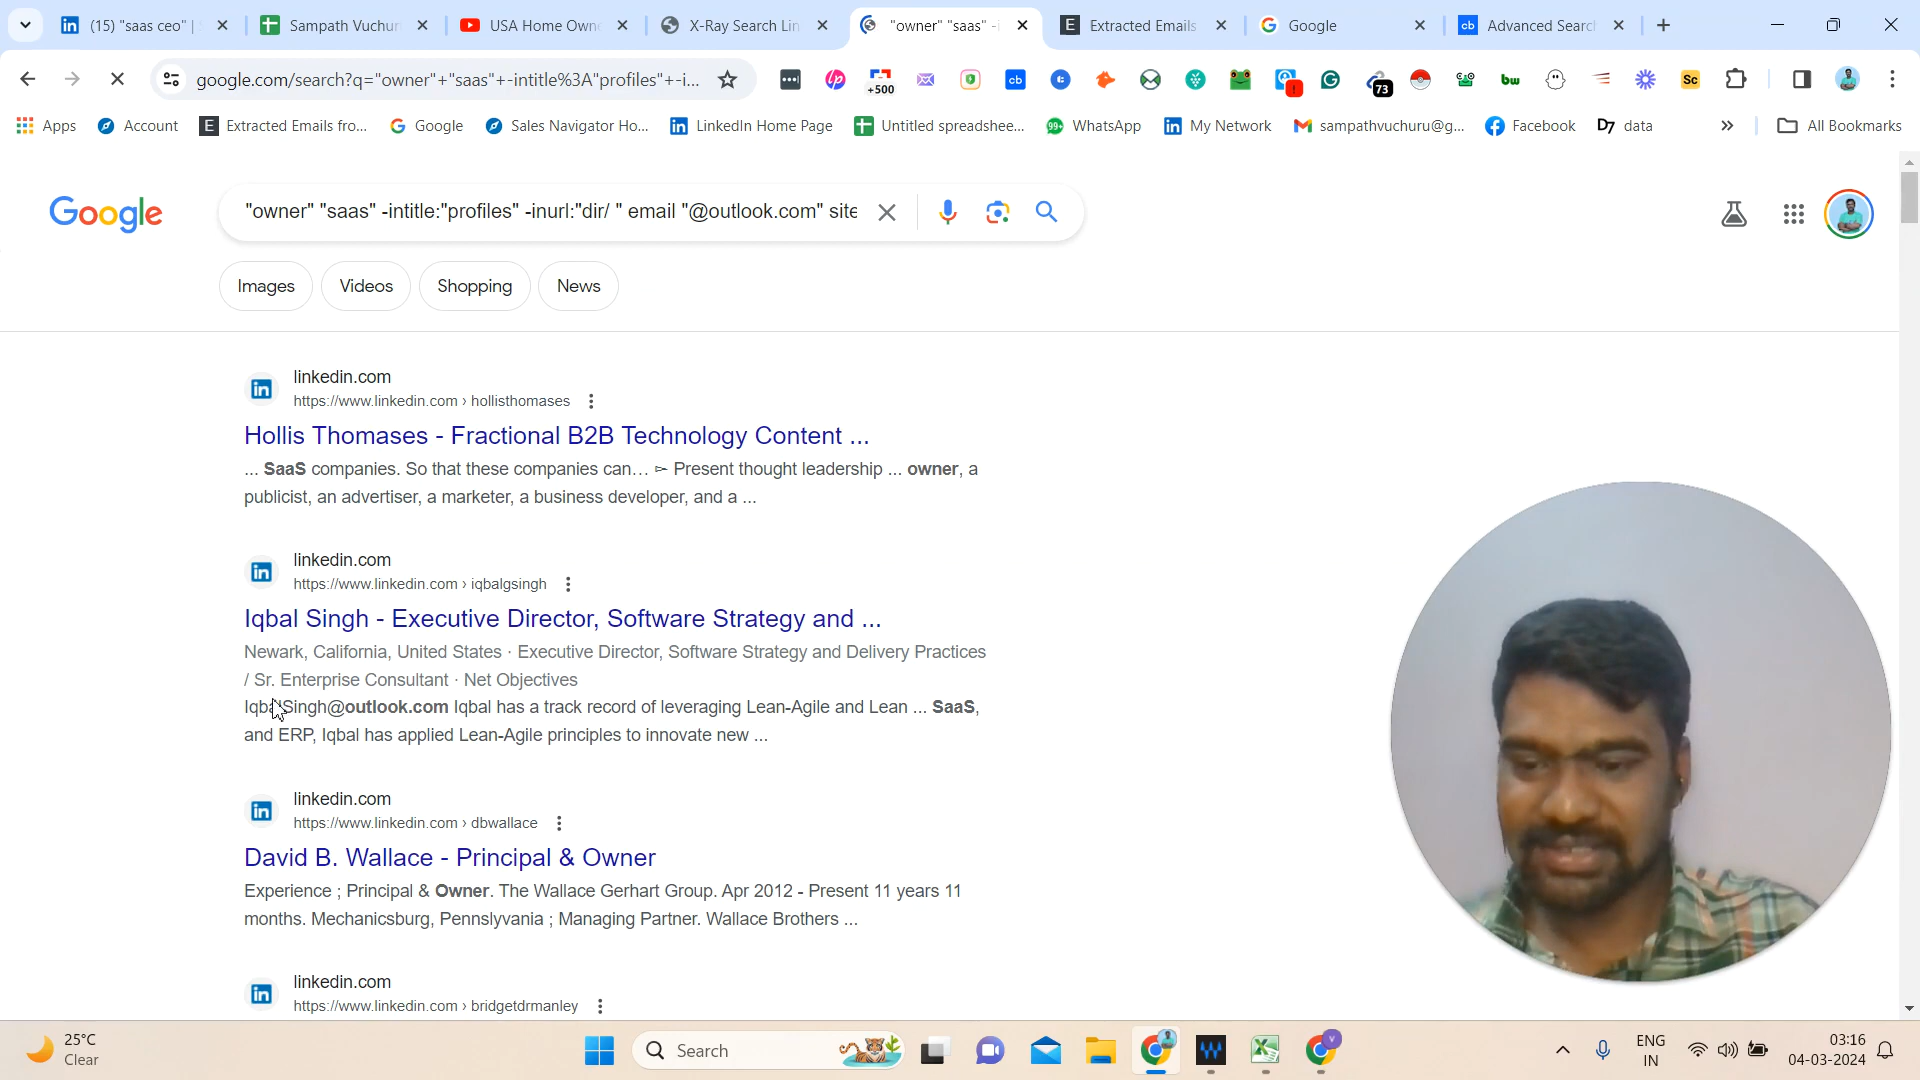 (15) "saas ceo" |
Sampath Vuchur
USA Home Own
X-Ray Search Lin
"owner" "saas" -i
Extracted Emails
Google
Advanced Searc
google.com/search?q="owner"+"saas"+-intitle%3A"profiles"+-i...
+500
cb
73
bw
Sc
Apps
Account
Extracted Emails fro...
Google
Sales Navigator Ho...
LinkedIn Home Page
Untitled spreadshee...
WhatsApp
My Network
sampathvuchuru@g...
Facebook
data
All Bookmarks
Google
"owner" "saas" -intitle:"profiles" -inurl:"dir/ " email "@outlook.com" site
Images
Videos
Shopping
News
linkedin.com
https://www.linkedin.com › hollisthomases
Hollis Thomases - Fractional B2B Technology Content ...
... SaaS companies. So that these companies can… ➣ Present thought leadership ... owner, a
publicist, an advertiser, a marketer, a business developer, and a ...
linkedin.com
https://www.linkedin.com › iqbalgsingh
Iqbal Singh - Executive Director, Software Strategy and ...
Newark, California, United States · Executive Director, Software Strategy and Delivery Practices
/ Sr. Enterprise Consultant · Net Objectives
IqbalSingh@outlook.com Iqbal has a track record of leveraging Lean-Agile and Lean ... SaaS,
and ERP, Iqbal has applied Lean-Agile principles to innovate new ...
linkedin.com
https://www.linkedin.com › dbwallace
David B. Wallace - Principal & Owner
Experience ; Principal & Owner. The Wallace Gerhart Group. Apr 2012 - Present 11 years 11
months. Mechanicsburg, Pennslyvania ; Managing Partner. Wallace Brothers ...
linkedin.com
https://www.linkedin.com › bridgetdrmanley
25°C
Clear
Search
ENG
IN
03:16
04-03-2024